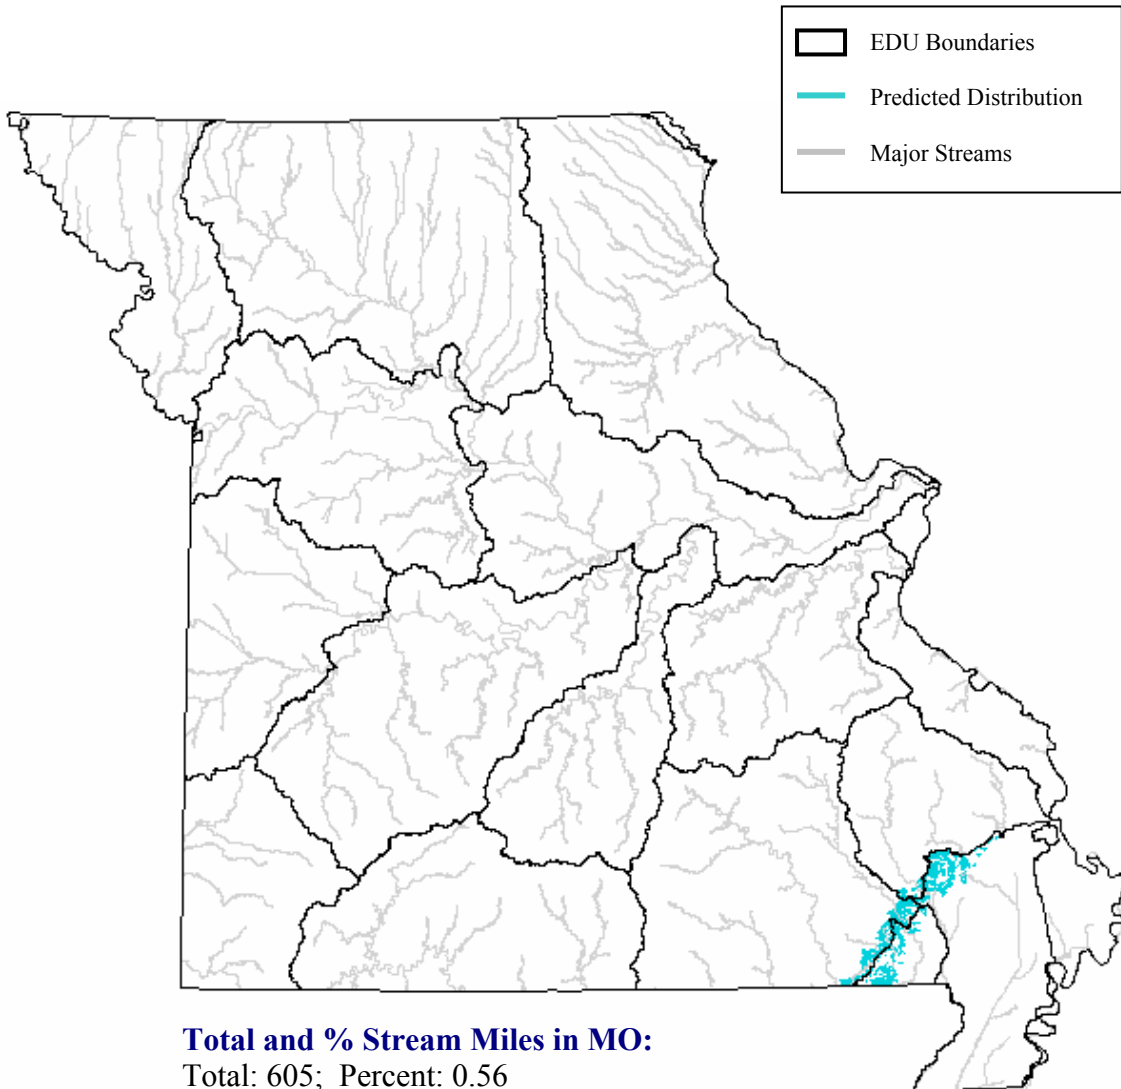 EDU Boundaries
Predicted Distribution
Major Streams
Total and % Stream Miles in MO:
Total: 605; Percent: 0.56